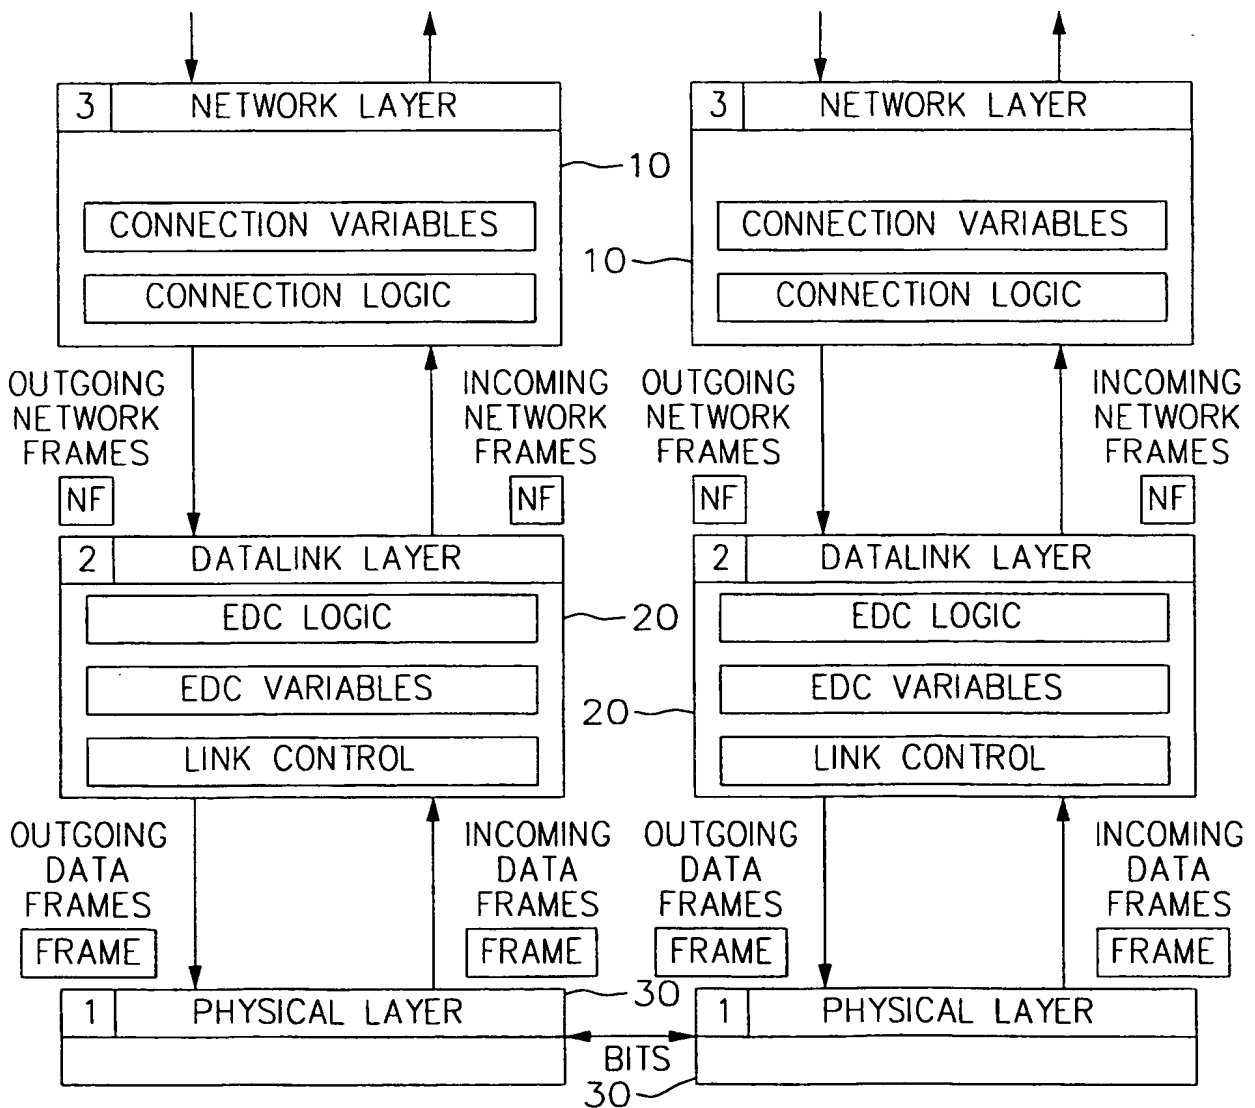 3 NETWORK LAYER
3 NETWORK LAYER
10
CONNECTION VARIABLES
CONNECTION VARIABLES
10
CONNECTION LOGIC
CONNECTION LOGIC
OUTGOING
NETWORK
FRAMES
NF
INCOMING
NETWORK
FRAMES
NF
OUTGOING
NETWORK
FRAMES
NF
INCOMING
NETWORK
FRAMES
NF
2 DATALINK LAYER
2 DATALINK LAYER
EDC LOGIC
20
EDC LOGIC
EDC VARIABLES
20
EDC VARIABLES
LINK CONTROL
LINK CONTROL
OUTGOING
DATA
FRAMES
FRAME
INCOMING
DATA
FRAMES
FRAME
OUTGOING
DATA
FRAMES
FRAME
INCOMING
DATA
FRAMES
FRAME
1 PHYSICAL LAYER
30
1 PHYSICAL LAYER
BITS
30